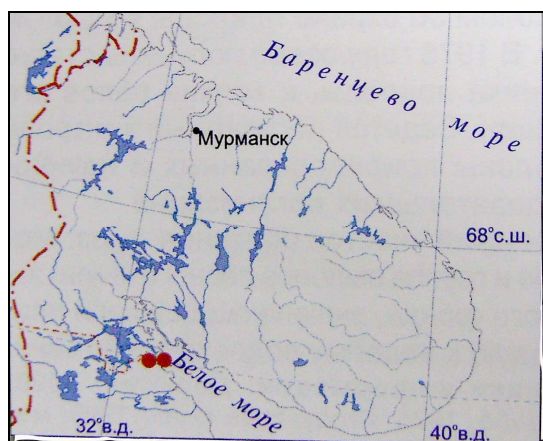 Баренцево море
Мурманск
68°с.ш.
Белое море
32°в.д.
40°в.д.